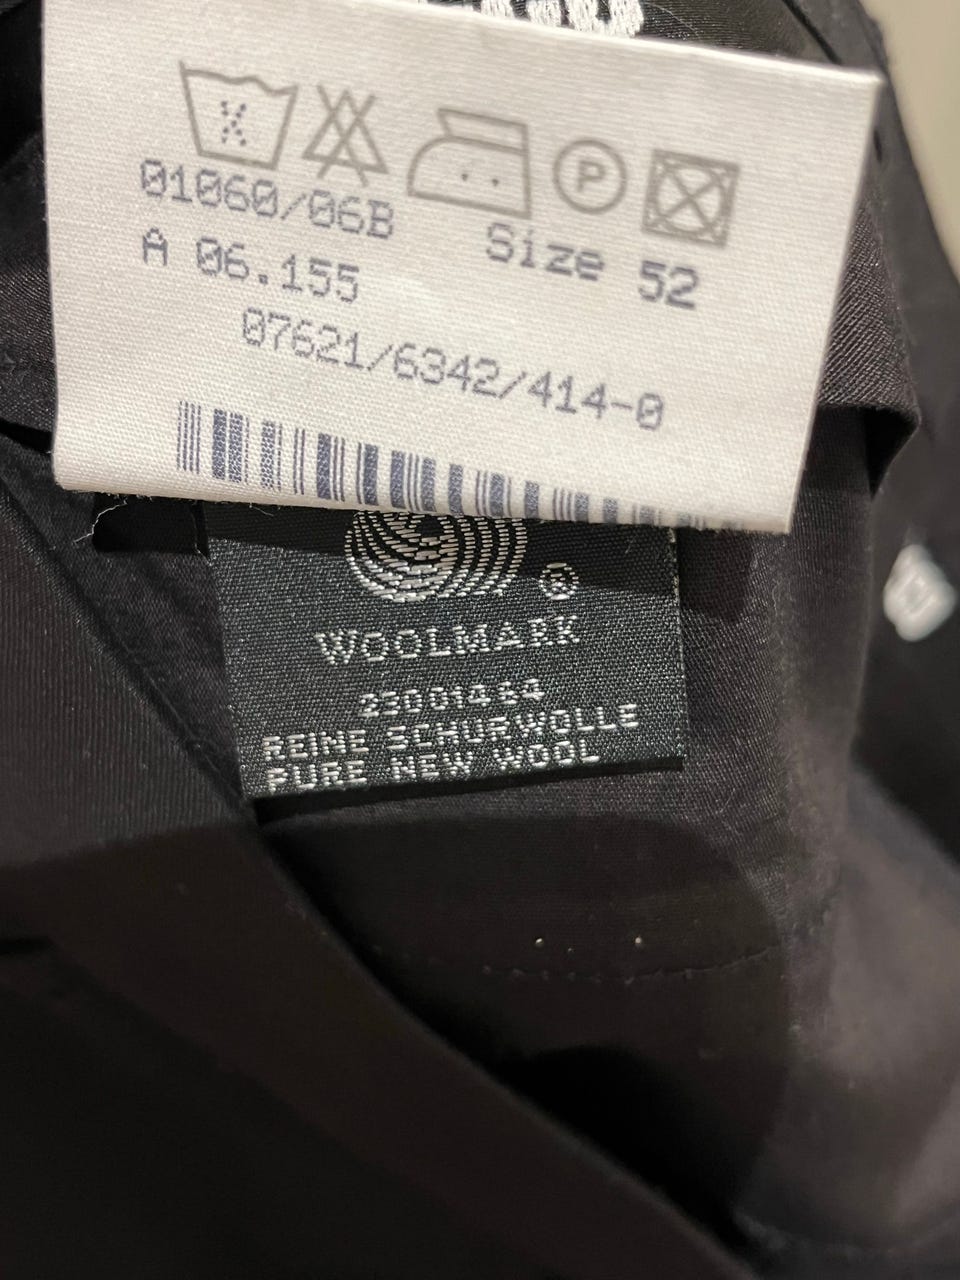 K
P
01060/06B
Size 52
A 06.155
07621/6342/414-0
®
WOOLMARK
23001464
REINE SCHURWOLLE
PURE NEW WOOL